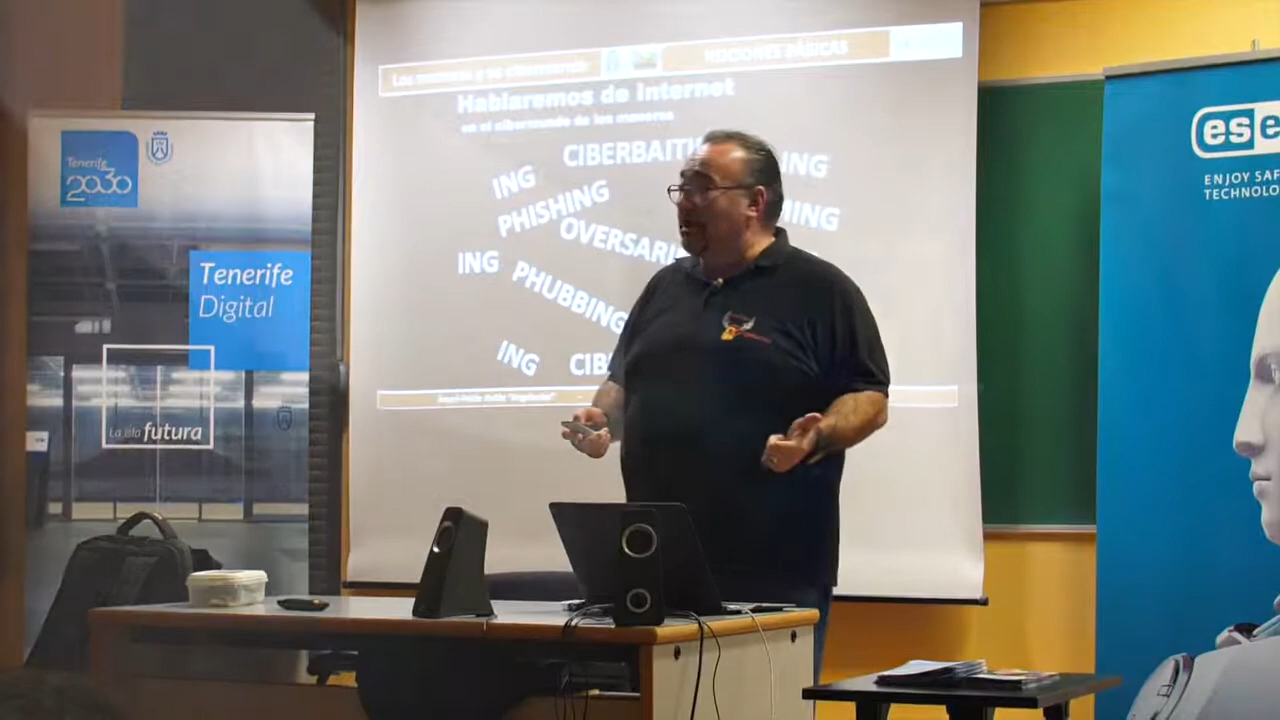 Tenerife
2030
Tenerife
Digital
La isla futura
NOCIONES BÁSICAS
Hablaremos de Internet
en el cibermundo de los menores
CIBERBAITI
ING
ING
PHISHING
MING
OVERSARI
ING
PHUBBING
ING
CIB
ese
ENJOY SAF
TECHNOLO